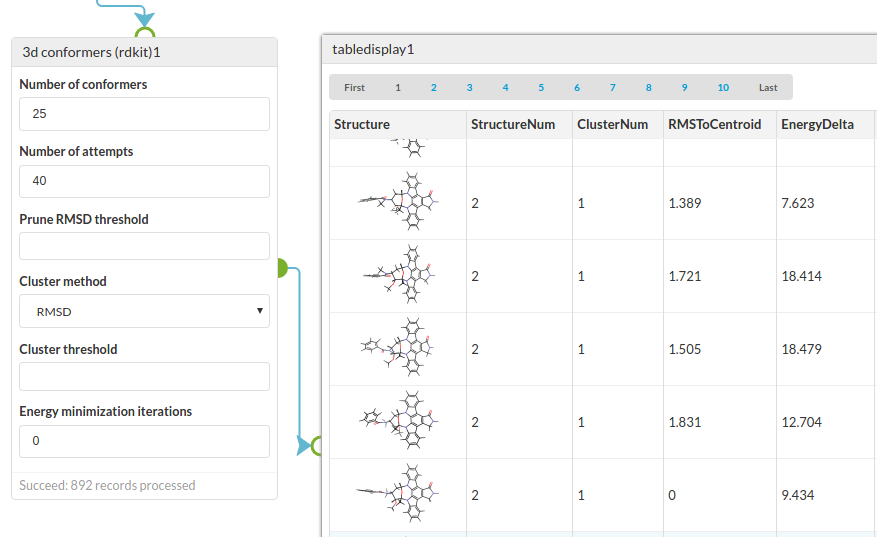 3d conformers (rdkit)1
Number of conformers
25
Number of attempts
40
Prune RMSD threshold
Cluster method
RMSD
Cluster threshold
Energy minimization iterations
0
Succeed: 892 records processed
tabledisplay1
First 1 2 3 4 5 6 7 8 9 10 Last
Structure StructureNum ClusterNum RMSToCentroid EnergyDelta
2 1 1.389 7.623
2 1 1.721 18.414
2 1 1.505 18.479
2 1 1.831 12.704
2 1 0 9.434